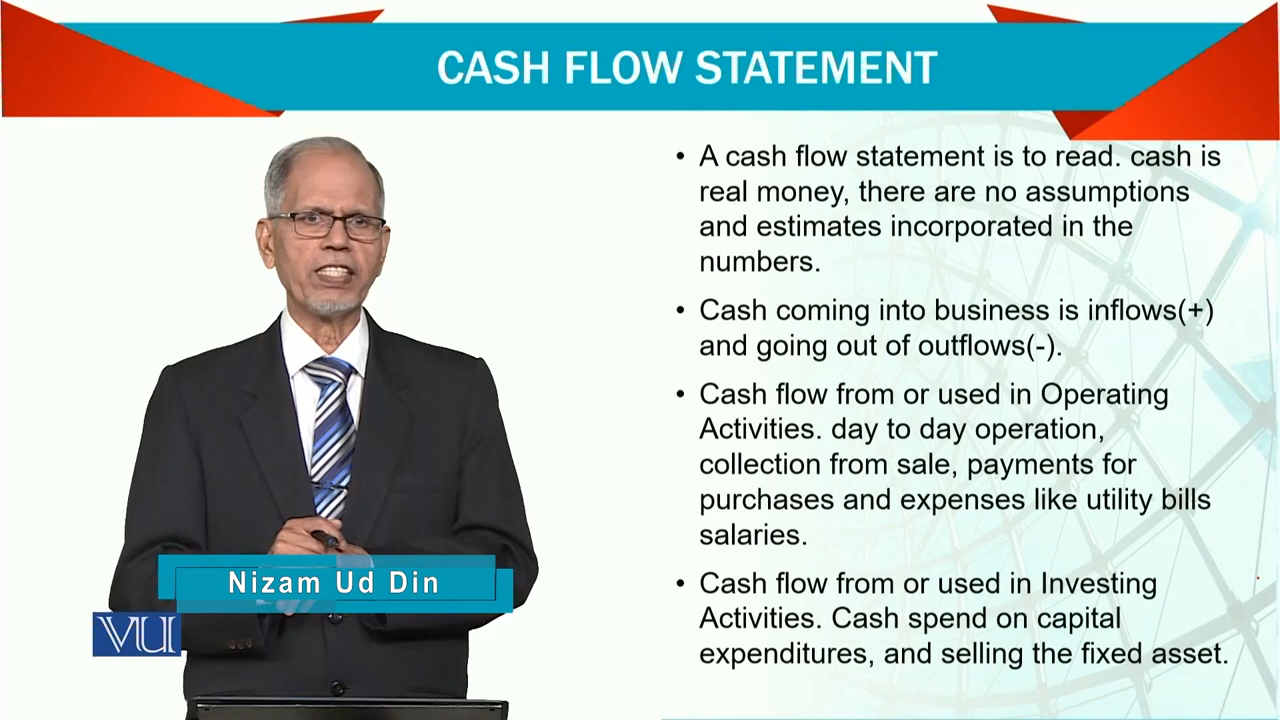 CASH FLOW STATEMENT
• A cash flow statement is to read. cash is
real money, there are no assumptions
and estimates incorporated in the
numbers.
• Cash coming into business is inflows(+)
and going out of outflows(-).
• Cash flow from or used in Operating
Activities. day to day operation,
collection from sale, payments for
purchases and expenses like utility bills
salaries.
• Cash flow from or used in Investing
Activities. Cash spend on capital
expenditures, and selling the fixed asset.
Nizam Ud Din
VU